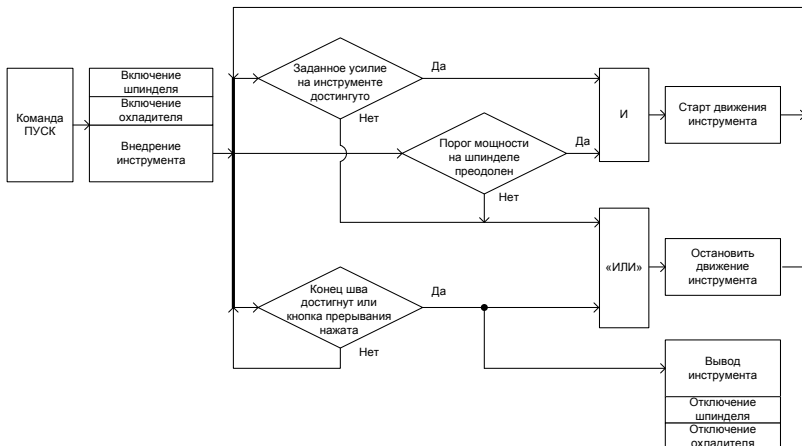 Команда
ПУСК
Включение
шпинделя
Включение
охладителя
Внедрение
инструмента
Заданное усилие
на инструменте
достингуто
Да
Нет
Порог мощности
на шпинделе
преодолен
Да
Нет
И
Старт движения
инструмента
«ИЛИ»
Остановить
движение
инструмента
Конец шва
достигнут или
кнопка прерывания
нажата
Да
Нет
Вывод
инструмента
Отключение
шпинделя
Отключение
охладителя